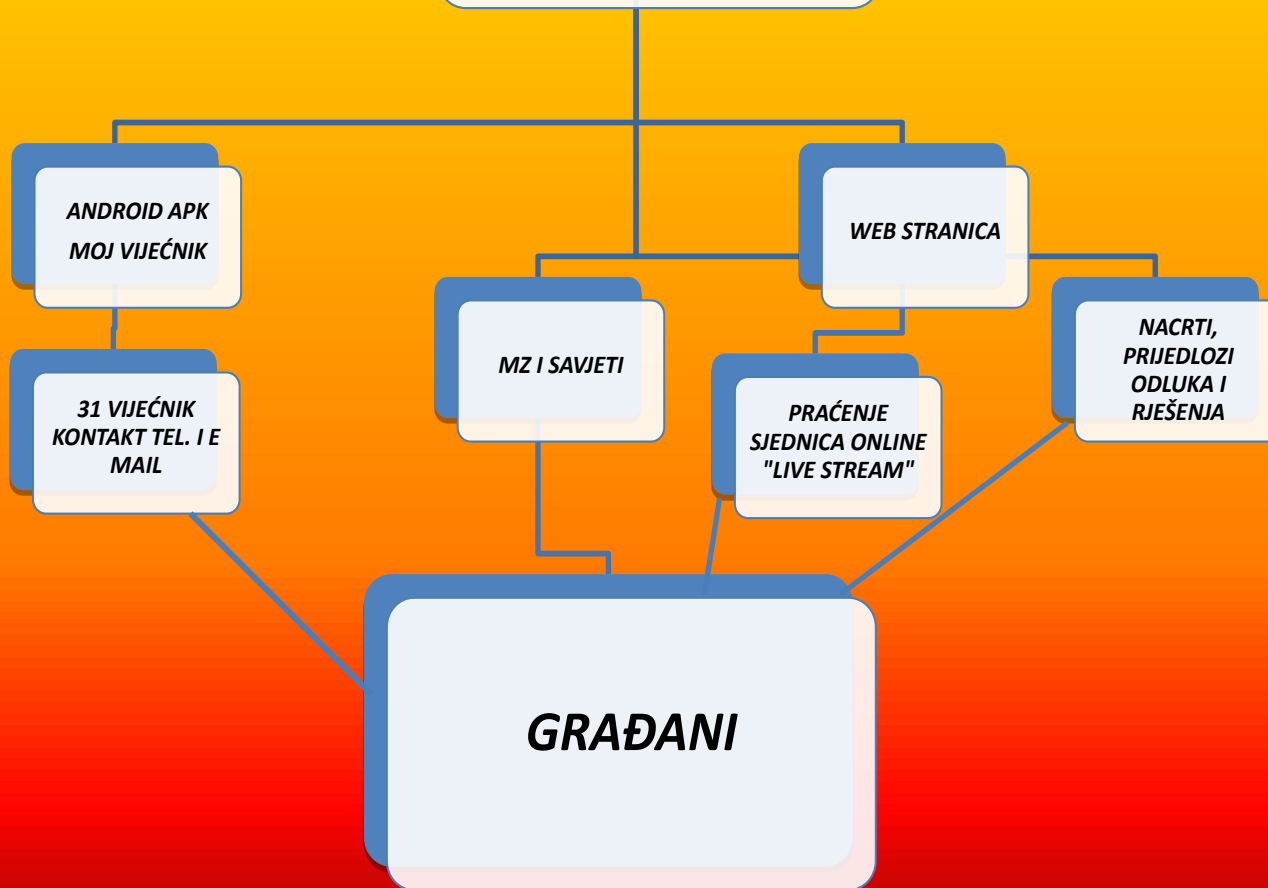 ANDROID APK
MOJ VIJEĆNIK
WEB STRANICA
MZ I SAVJETI
NACRTI,
PRIJEDLOZI
ODLUKA I
RJEŠENJA
31 VIJEĆNIK
KONTAKT TEL. I E
MAIL
PRAĆENJE
SJEDNICA ONLINE
"LIVE STREAM"
GRAĐANI